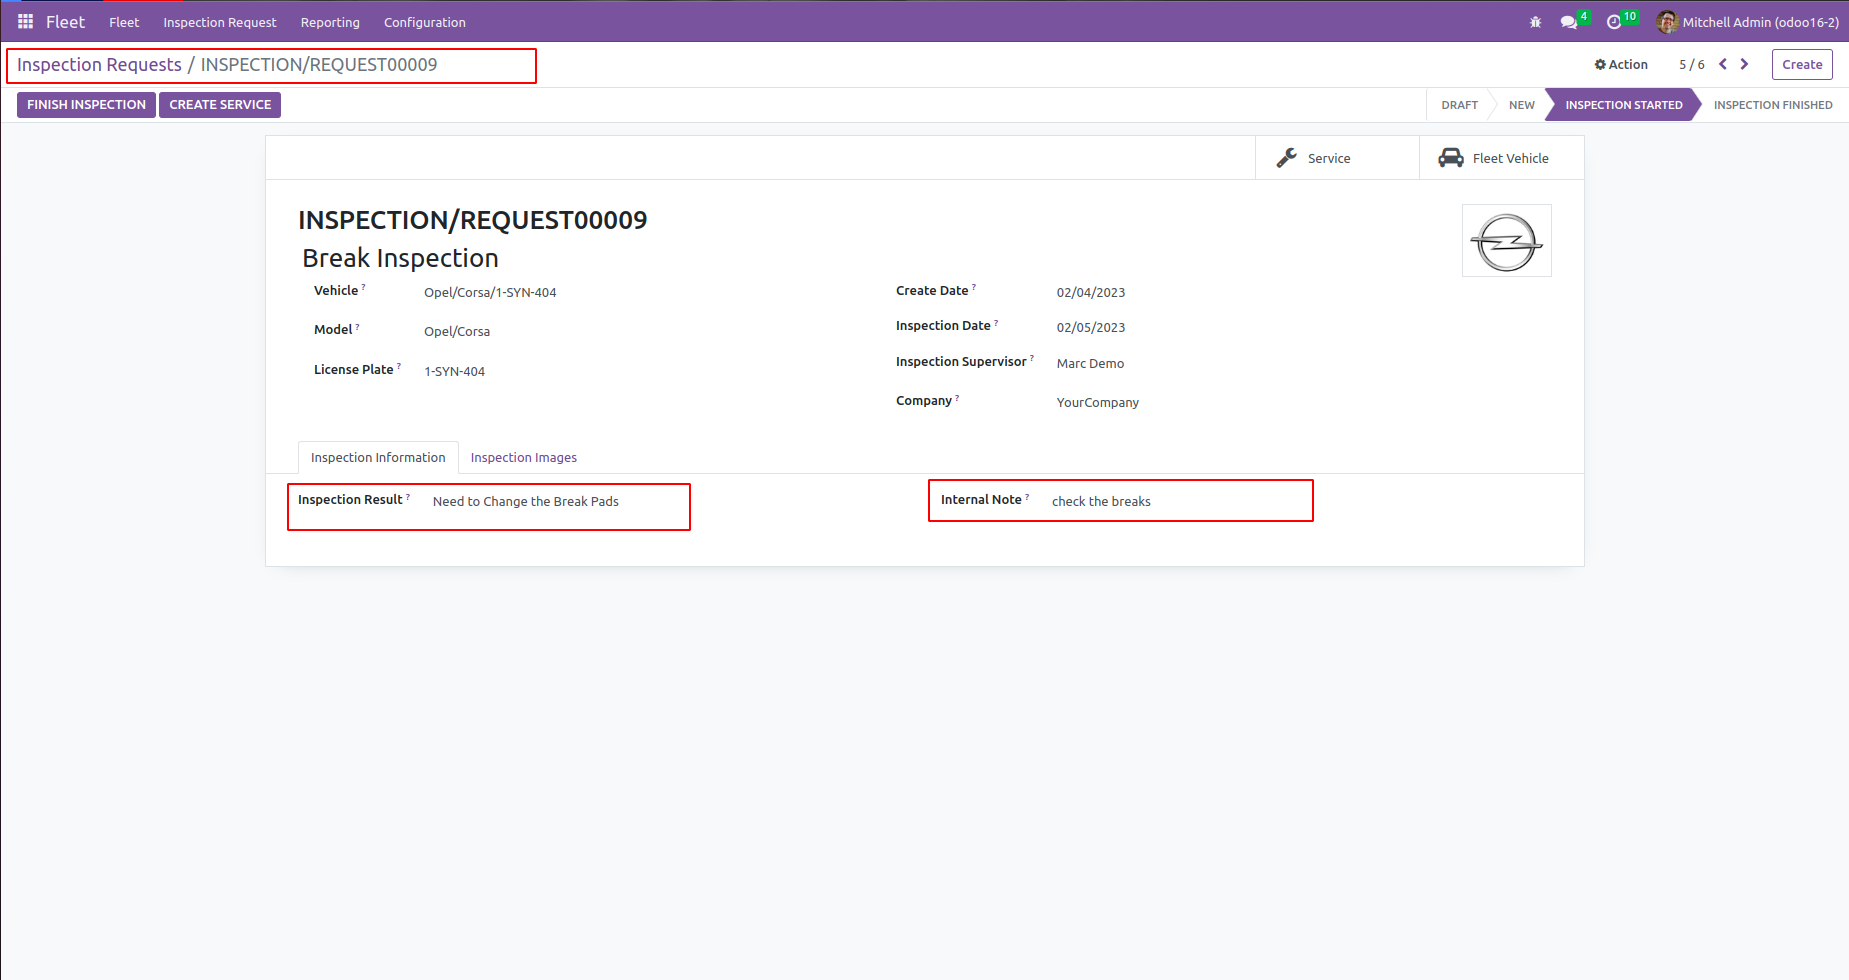 Fleet Fleet Inspection Request Reporting Configuration 4 10 Mitchell Admin (odoo16-2)
Inspection Requests / INSPECTION/REQUEST00009 Action 5 / 6 Create
FINISH INSPECTION CREATE SERVICE DRAFT NEW INSPECTION STARTED INSPECTION FINISHED
Service Fleet Vehicle
INSPECTION/REQUEST00009
Break Inspection
Vehicle ? Opel/Corsa/1-SYN-404
Model ? Opel/Corsa
License Plate ? 1-SYN-404
Create Date ? 02/04/2023
Inspection Date ? 02/05/2023
Inspection Supervisor ? Marc Demo
Company ? YourCompany
Inspection Information Inspection Images
Inspection Result ? Need to Change the Break Pads
Internal Note ? check the breaks